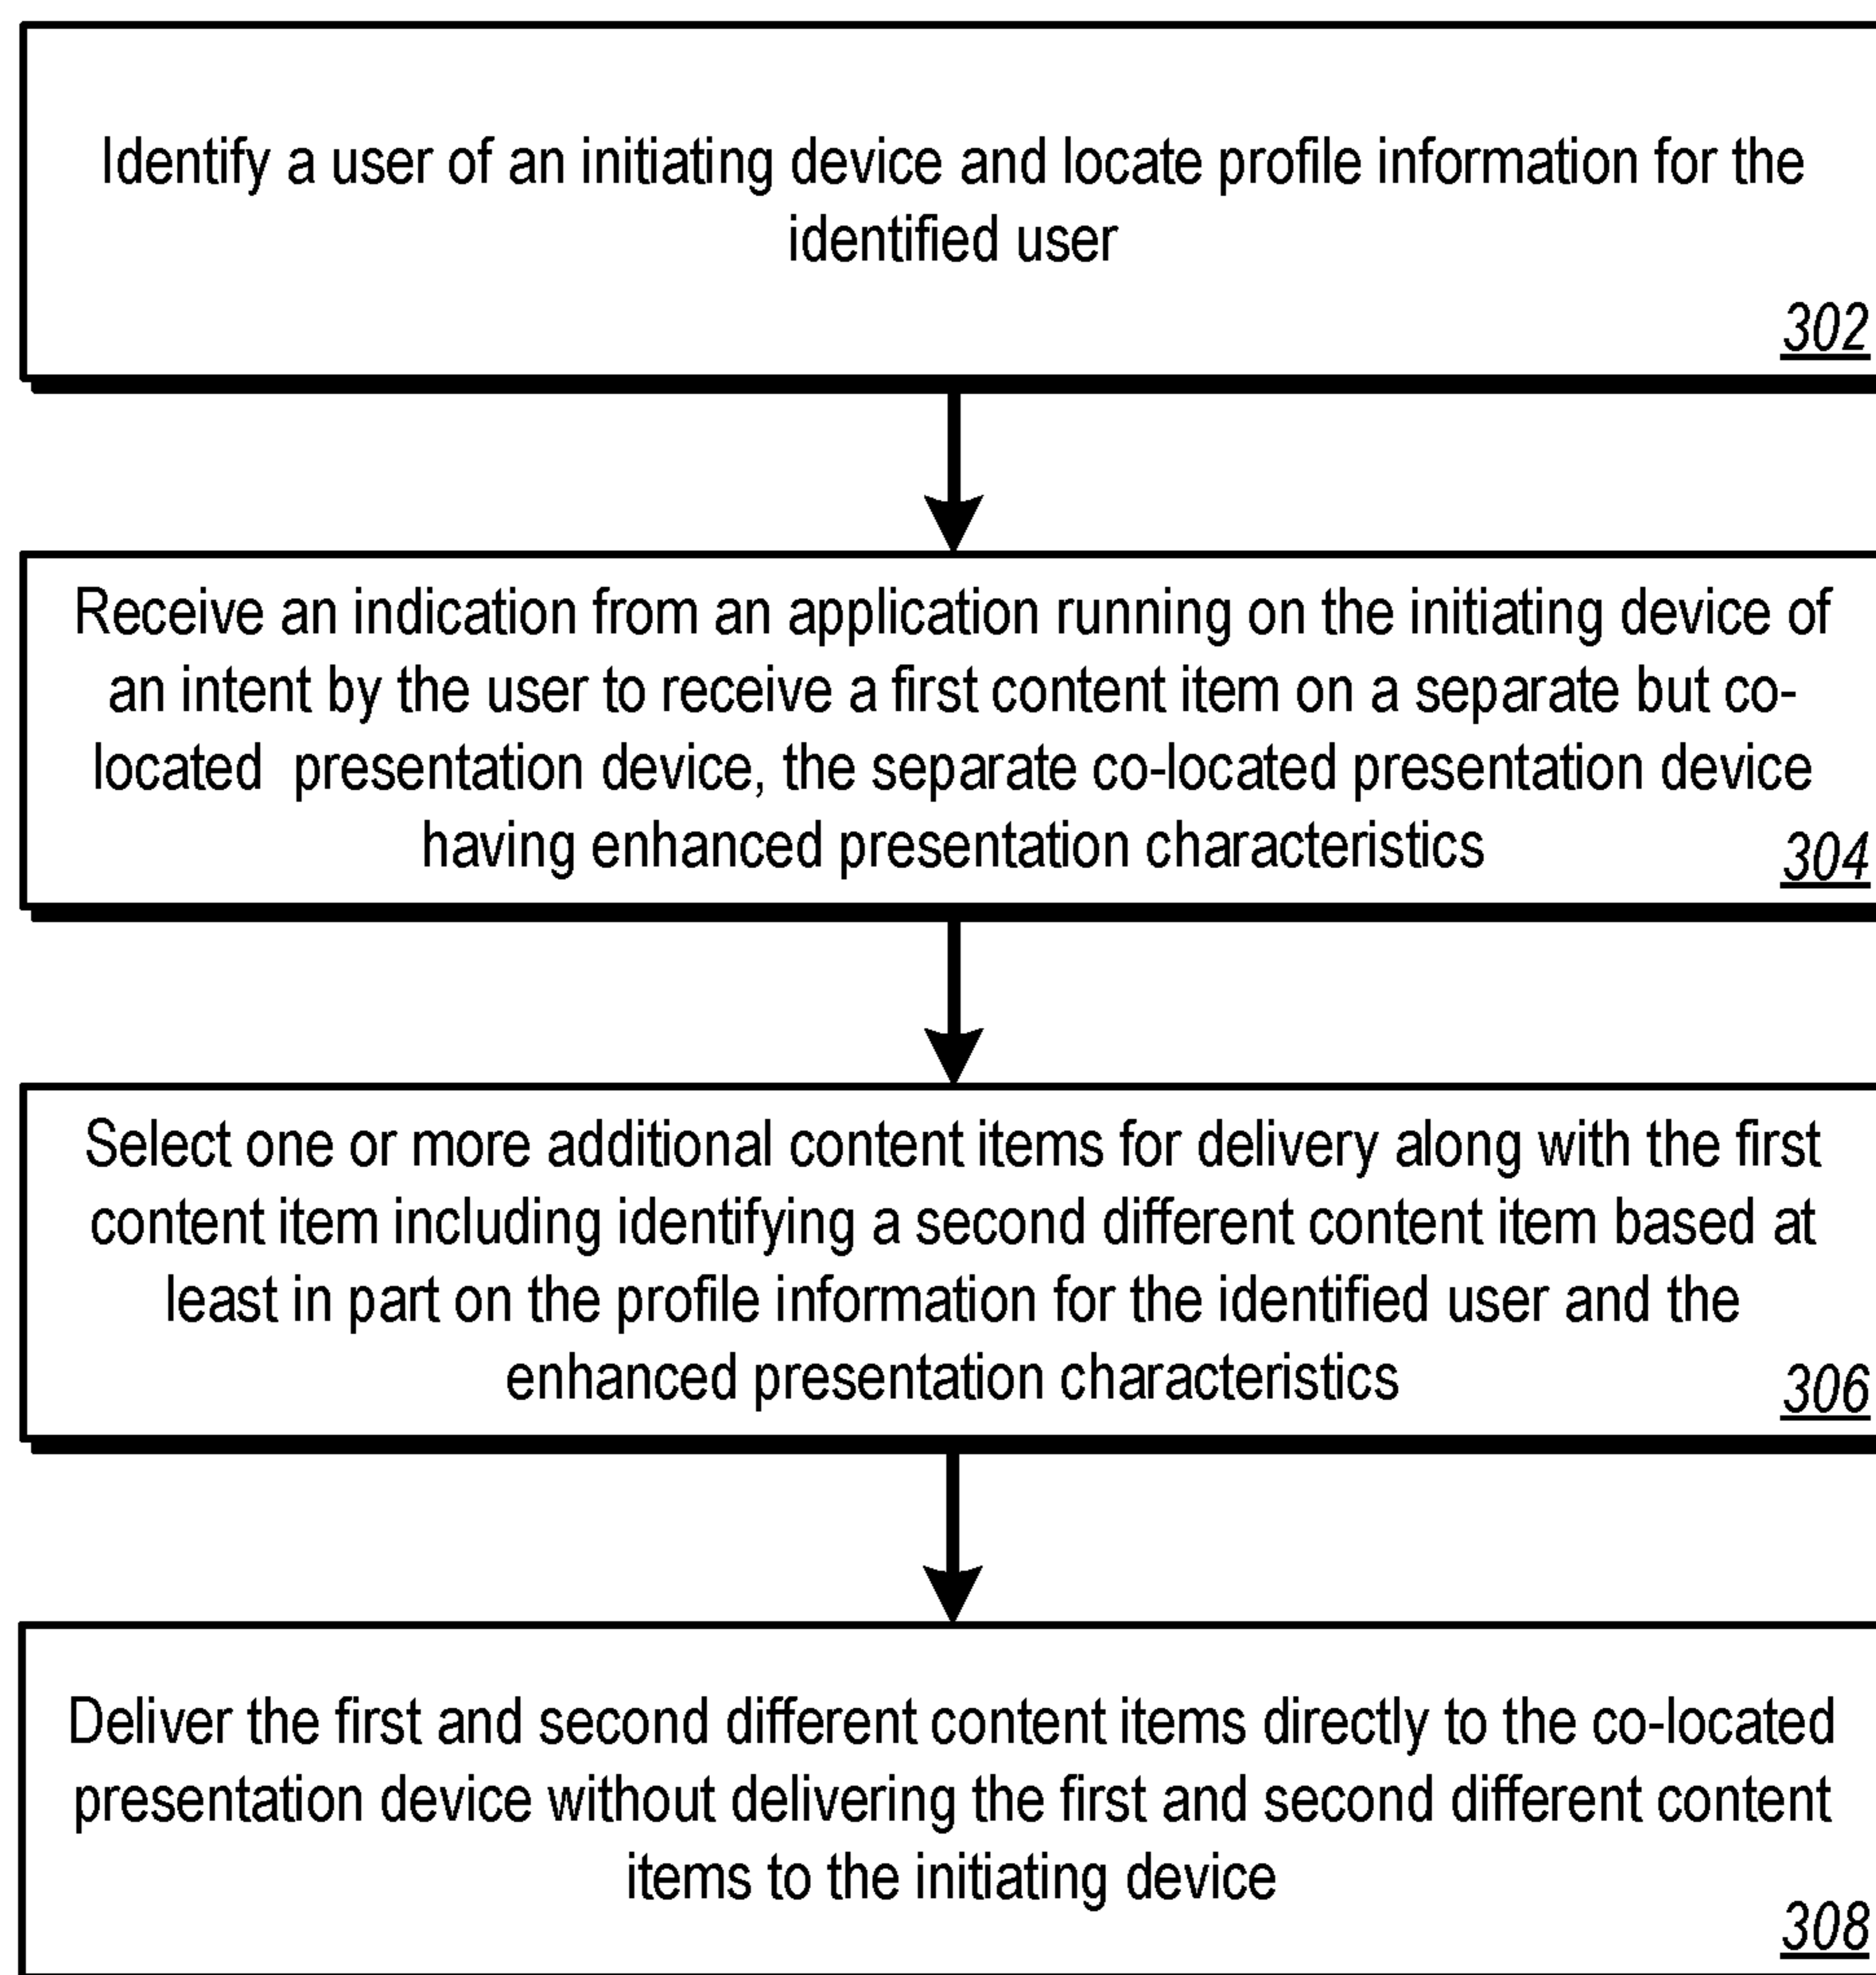 Identify a user of an initiating device and locate profile information for the
identified user
302
Receive an indication from an application running on the initiating device of
an intent by the user to receive a first content item on a separate but co-
located presentation device, the separate co-located presentation device
having enhanced presentation characteristics
304
Select one or more additional content items for delivery along with the first
content item including identifying a second different content item based at
least in part on the profile information for the identified user and the
enhanced presentation characteristics
306
Deliver the first and second different content items directly to the co-located
presentation device without delivering the first and second different content
items to the initiating device
308